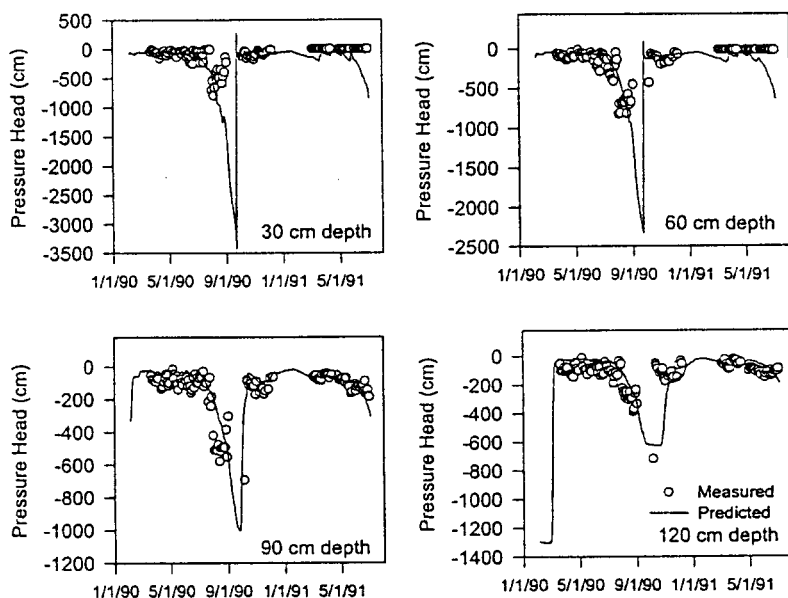 Pressure Head (cm)
500
0
-500
-1000
-1500
-2000
-2500
-3000
-3500
30 cm depth
1/1/90 5/1/90 9/1/90 1/1/91 5/1/91
Pressure Head (cm)
500
0
-500
-1000
-1500
-2000
-2500
60 cm depth
1/1/90 5/1/90 9/1/90 1/1/91 5/1/91
Pressure Head (cm)
0
-200
-400
-600
-800
-1000
-1200
90 cm depth
1/1/90 5/1/90 9/1/90 1/1/91 5/1/91
Pressure Head (cm)
0
-200
-400
-600
-800
-1000
-1200
-1400
Measured
Predicted
120 cm depth
1/1/90 5/1/90 9/1/90 1/1/91 5/1/91